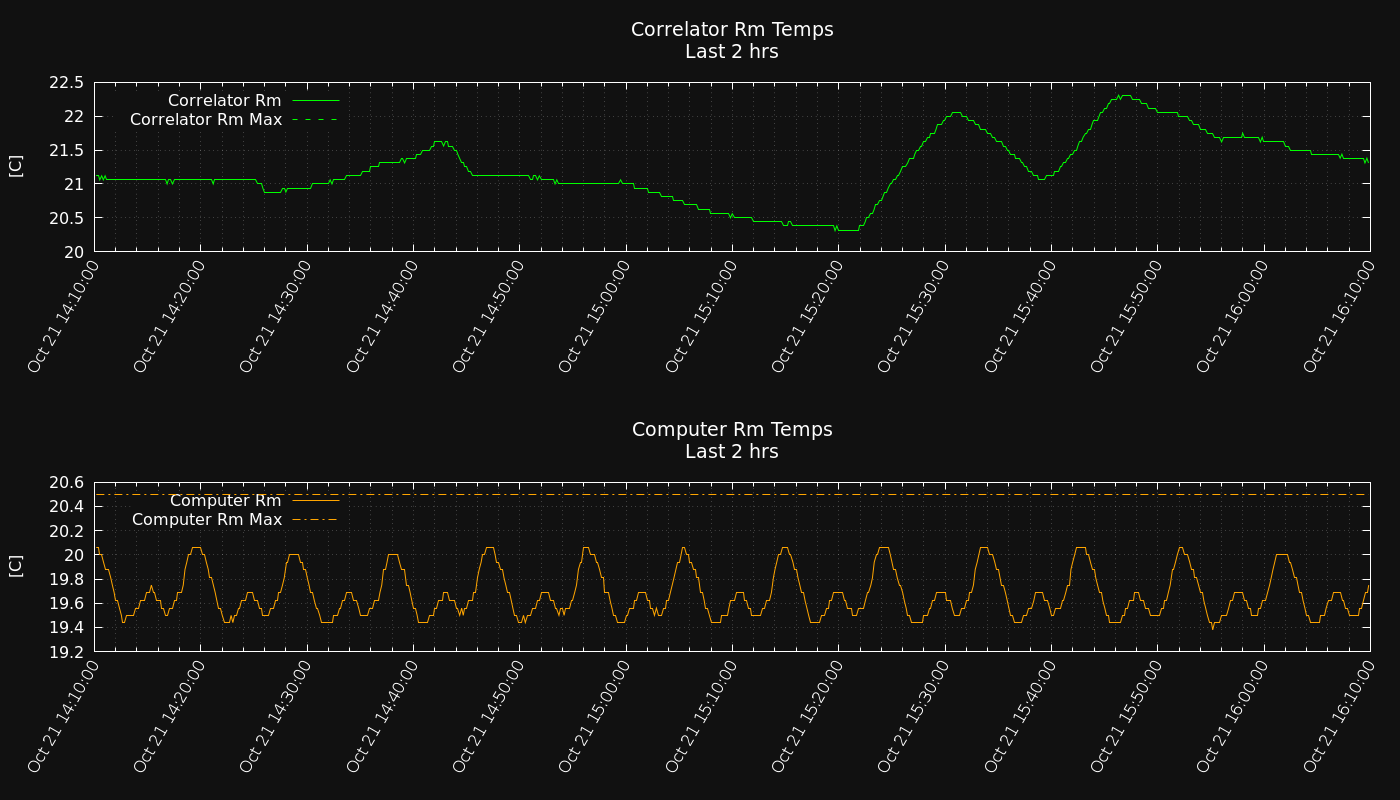 Correlator Rm Temps
Last 2 hrs
22.5
22
21.5
21
20.5
20
[C]
Correlator Rm
Correlator Rm Max
Oct 21 14:10:00
Oct 21 14:20:00
Oct 21 14:30:00
Oct 21 14:40:00
Oct 21 14:50:00
Oct 21 15:00:00
Oct 21 15:10:00
Oct 21 15:20:00
Oct 21 15:30:00
Oct 21 15:40:00
Oct 21 15:50:00
Oct 21 16:00:00
Oct 21 16:10:00
Computer Rm Temps
Last 2 hrs
20.6
20.4
20.2
20
19.8
19.6
19.4
19.2
[C]
Computer Rm
Computer Rm Max
Oct 21 14:10:00
Oct 21 14:20:00
Oct 21 14:30:00
Oct 21 14:40:00
Oct 21 14:50:00
Oct 21 15:00:00
Oct 21 15:10:00
Oct 21 15:20:00
Oct 21 15:30:00
Oct 21 15:40:00
Oct 21 15:50:00
Oct 21 16:00:00
Oct 21 16:10:00